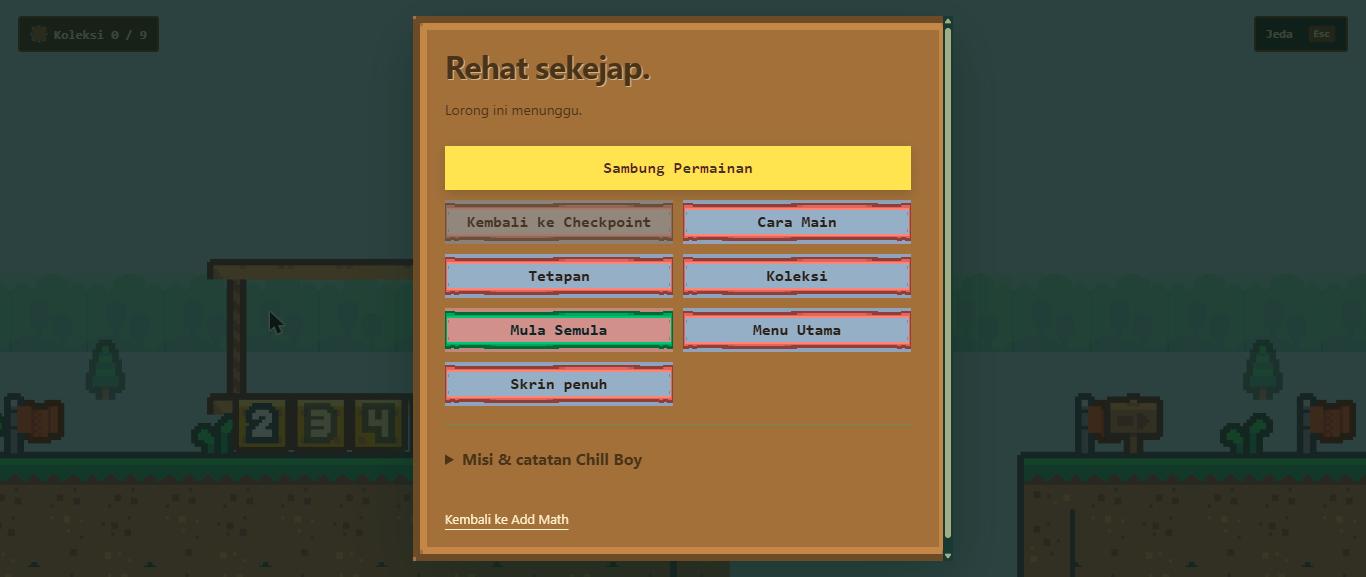 Koleksi 0 / 9
Jeda Esc
Rehat sekejap.
Lorong ini menunggu.
Sambung Permainan
Kembali ke Checkpoint
Cara Main
Tetapan
Koleksi
Mula Semula
Menu Utama
Skrin penuh
2 3 4
Misi & catatan Chill Boy
Kembali ke Add Math